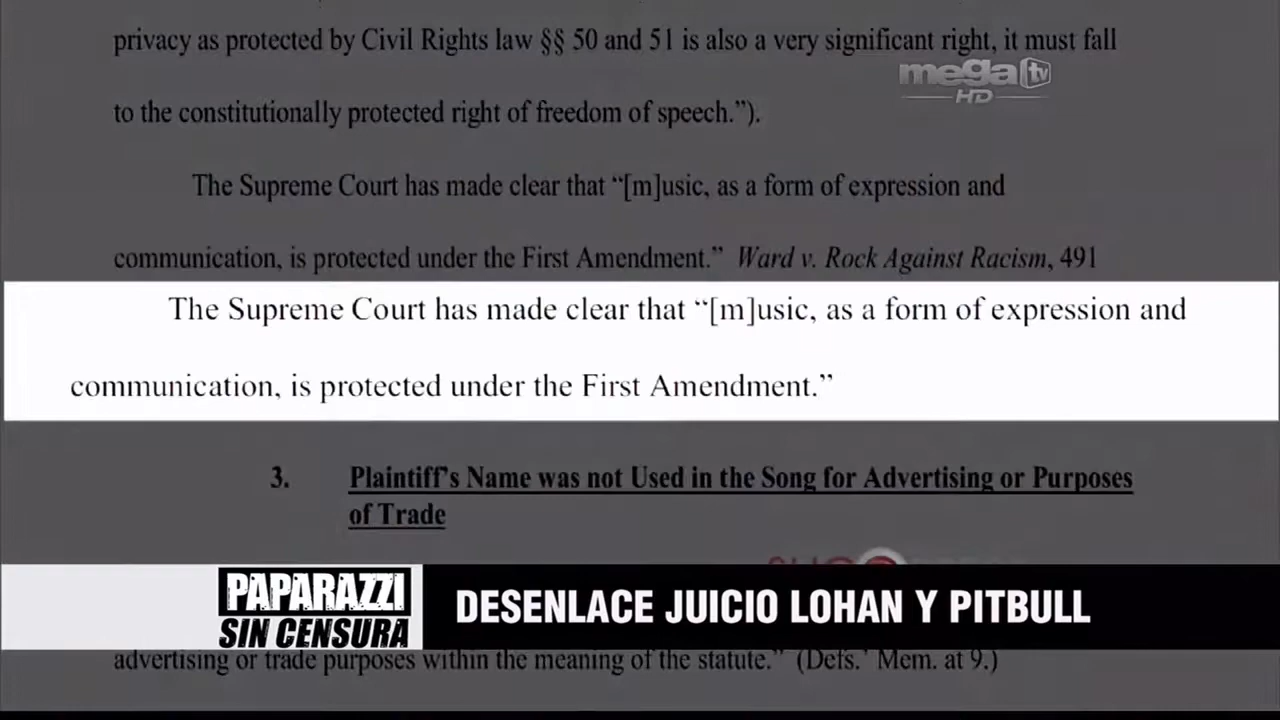 privacy as protected by Civil Rights law §§ 50 and 51 is also a very significant right, it must fall
mega tv
HD
to the constitutionally protected right of freedom of speech.”).
The Supreme Court has made clear that “[m]usic, as a form of expression and
communication, is protected under the First Amendment.” Ward v. Rock Against Racism, 491
The Supreme Court has made clear that “[m]usic, as a form of expression and
communication, is protected under the First Amendment.”
3. Plaintiff’s Name was not Used in the Song for Advertising or Purposes
of Trade
PAPARAZZI
SIN CENSURA
DESENLACE JUICIO LOHAN Y PITBULL
advertising or trade purposes within the meaning of the statute.” (Defs.’ Mem. at 9.)